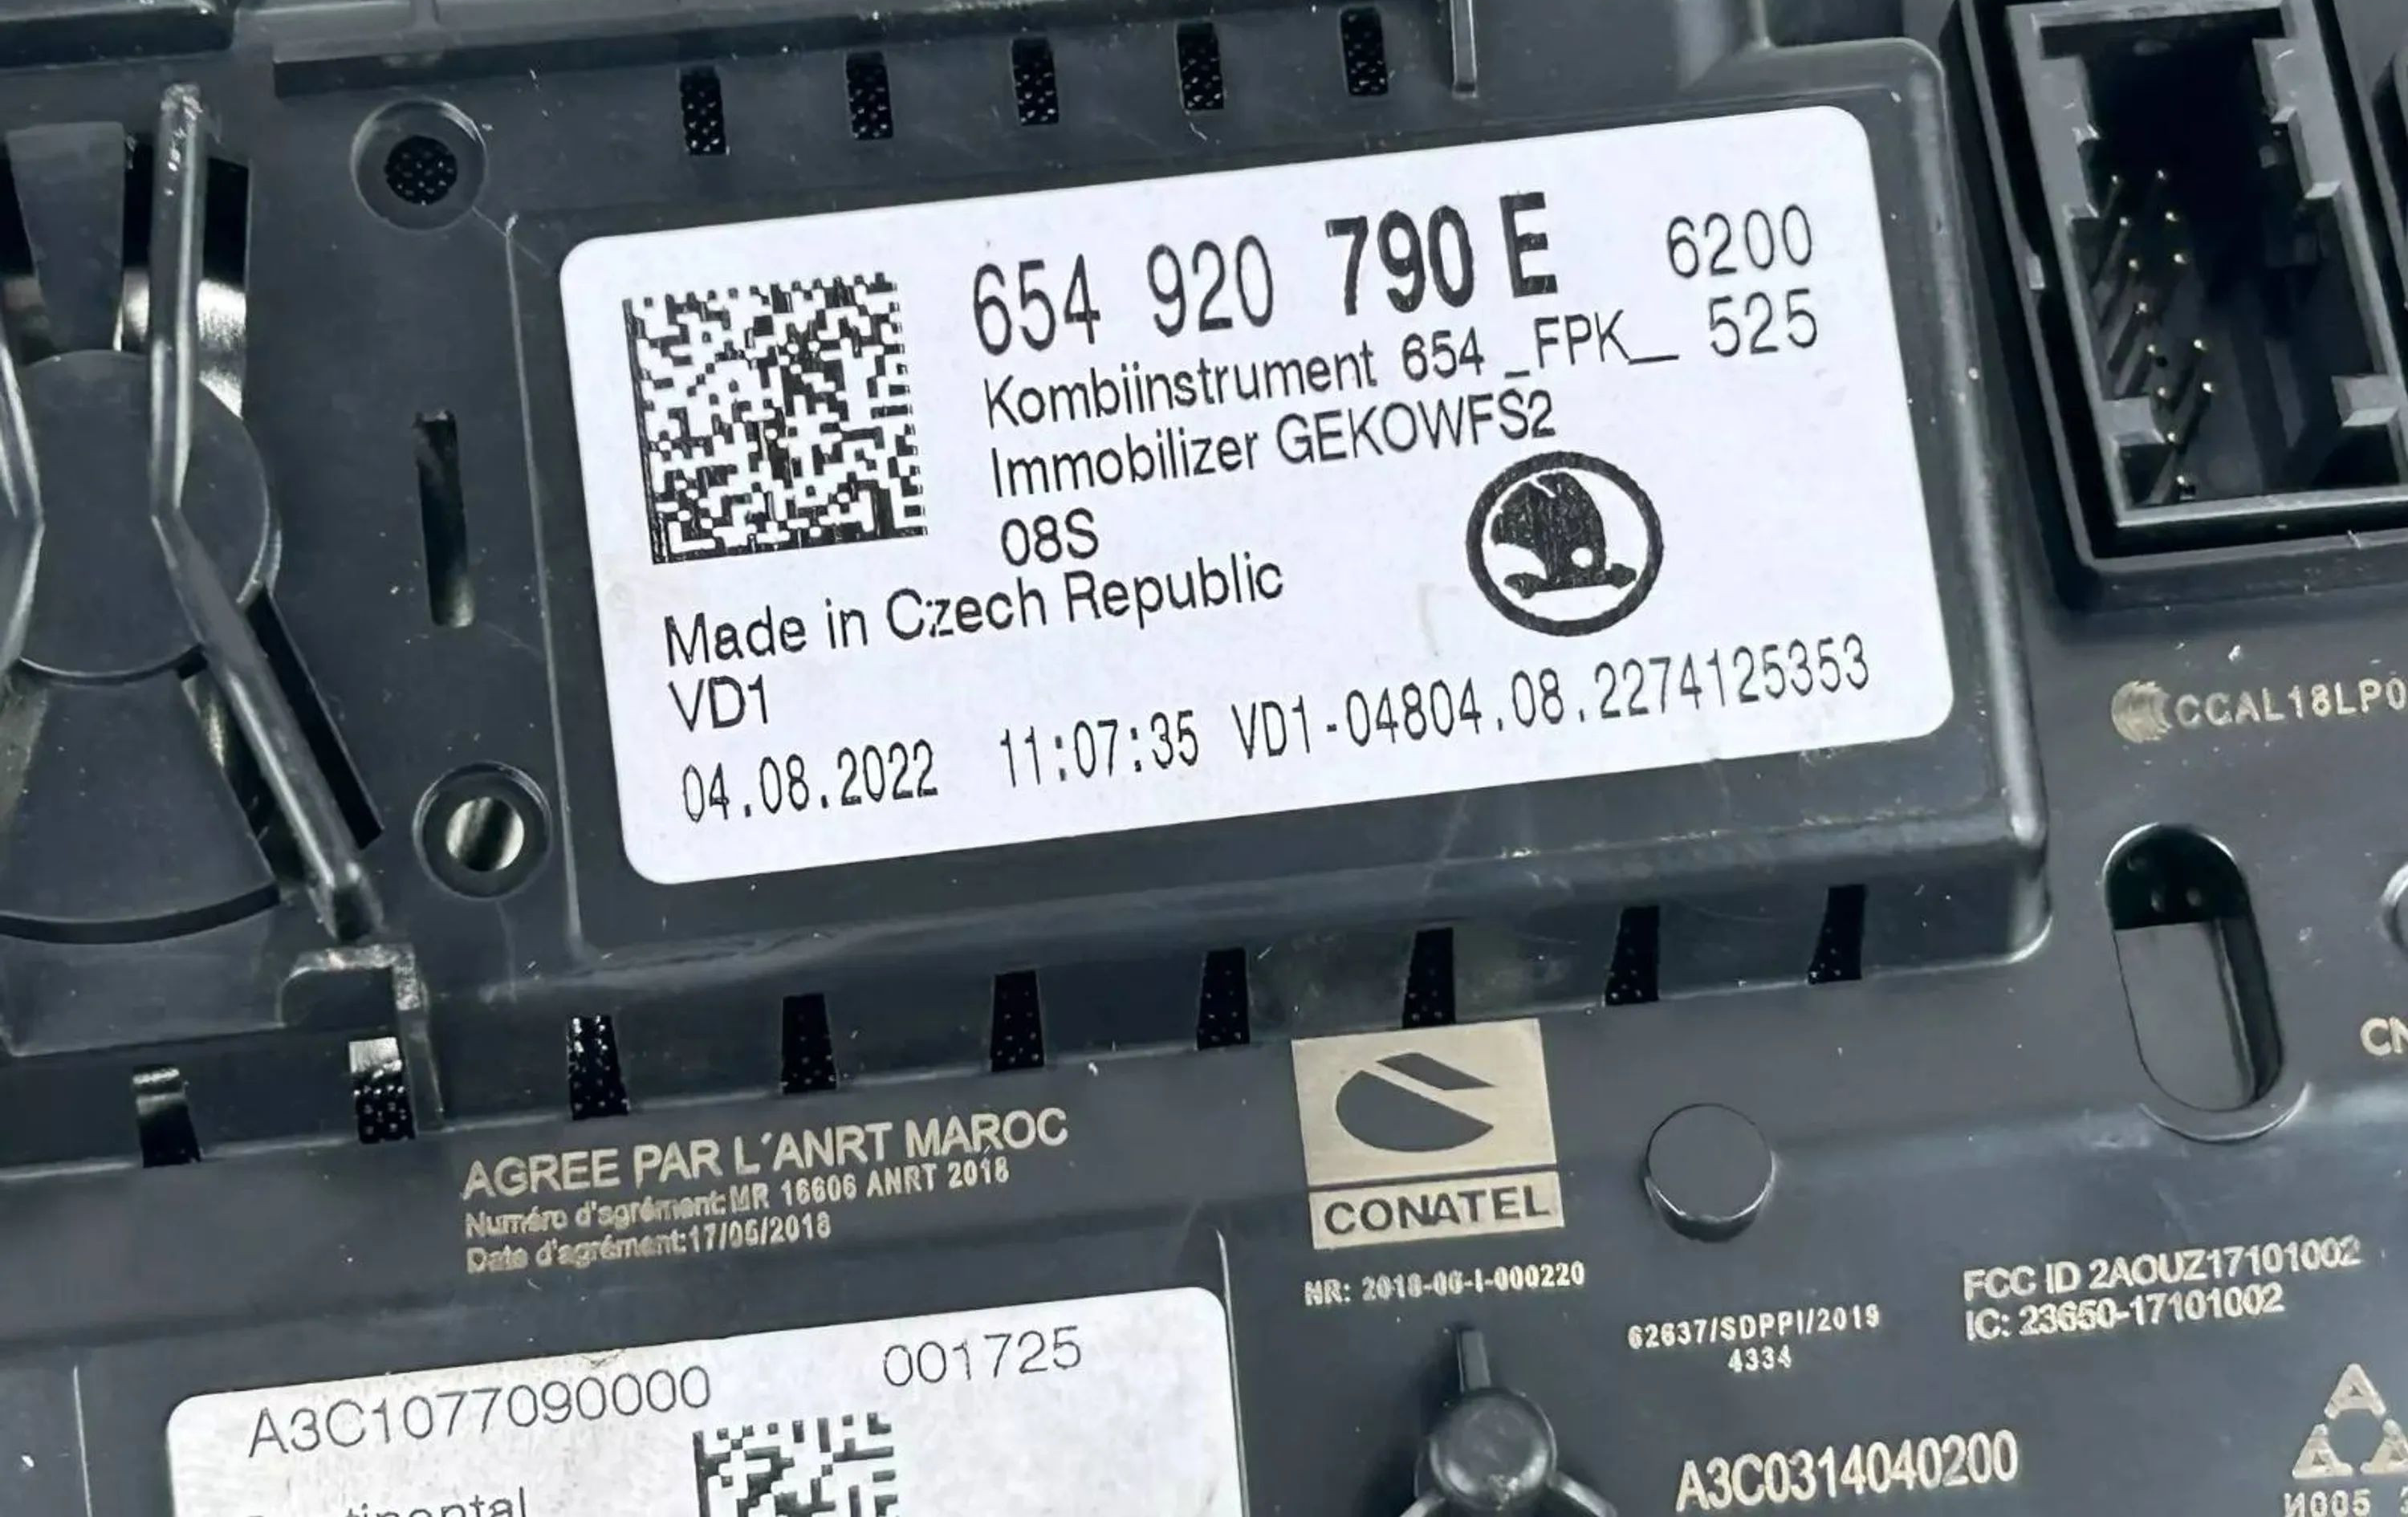 654 920 790 E 6200
Kombiinstrument 654 _FPK_ 525
Immobilizer GEKOWFS2
08S
Made in Czech Republic
VD1
04.08.2022 11:07:35 VD1-04804.08.2274125353
CCAL18LP0
CN
AGREE PAR L'ANRT MAROC
Numéro d'agrément:MR 16606 ANRT 2018
Date d'agrément:17/05/2018
CONATEL
NR: 2018-06-I-000220
62637/SDPPI/2019
4334
FCC ID 2AOUZ17101002
IC: 23650-17101002
A3C1077090000 001725
A3C0314040200